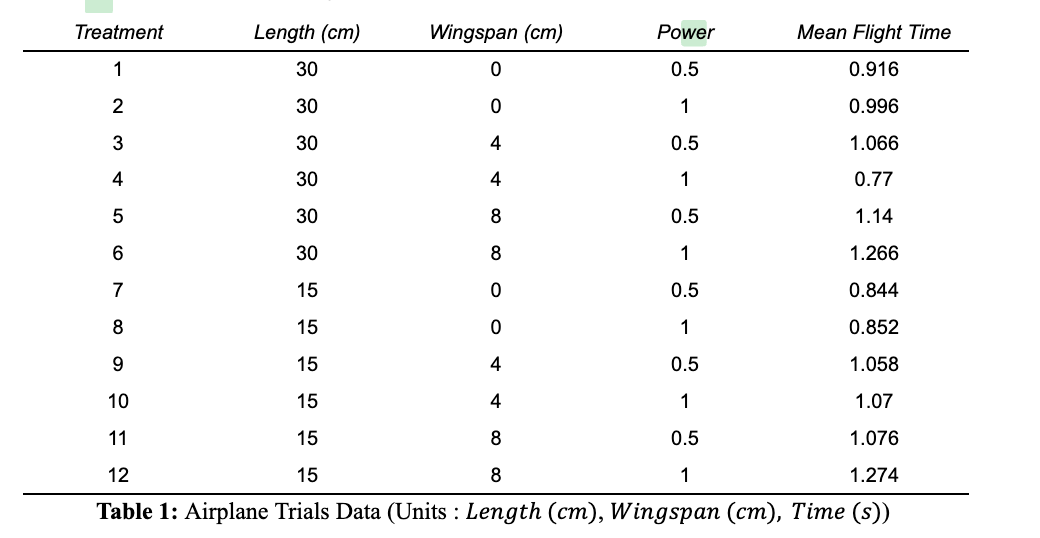 Treatment Length (cm) Wingspan (cm) Power Mean Flight Time
1 30 0 0.5 0.916
2 30 0 1 0.996
3 30 4 0.5 1.066
4 30 4 1 0.77
5 30 8 0.5 1.14
6 30 8 1 1.266
7 15 0 0.5 0.844
8 15 0 1 0.852
9 15 4 0.5 1.058
10 15 4 1 1.07
11 15 8 0.5 1.076
12 15 8 1 1.274
Table 1: Airplane Trials Data (Units : Length (cm), Wingspan (cm), Time (s))